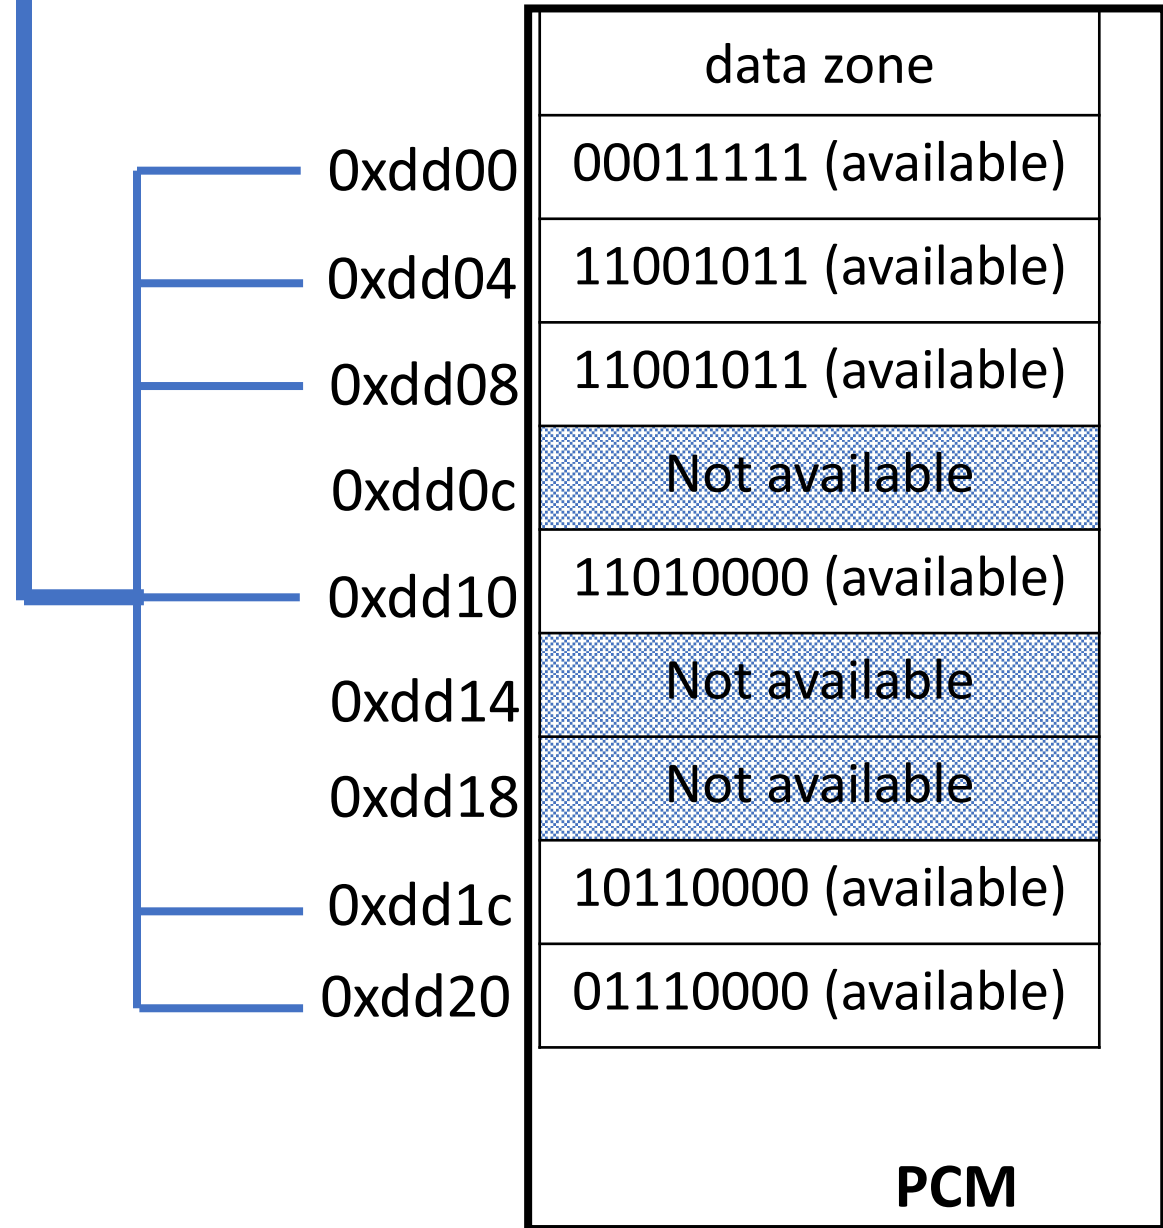 data zone
0xdd00 00011111 (available)
0xdd04 11001011 (available)
0xdd08 11001011 (available)
0xdd0c Not available
0xdd10 11010000 (available)
0xdd14 Not available
0xdd18 Not available
0xdd1c 10110000 (available)
0xdd20 01110000 (available)
PCM